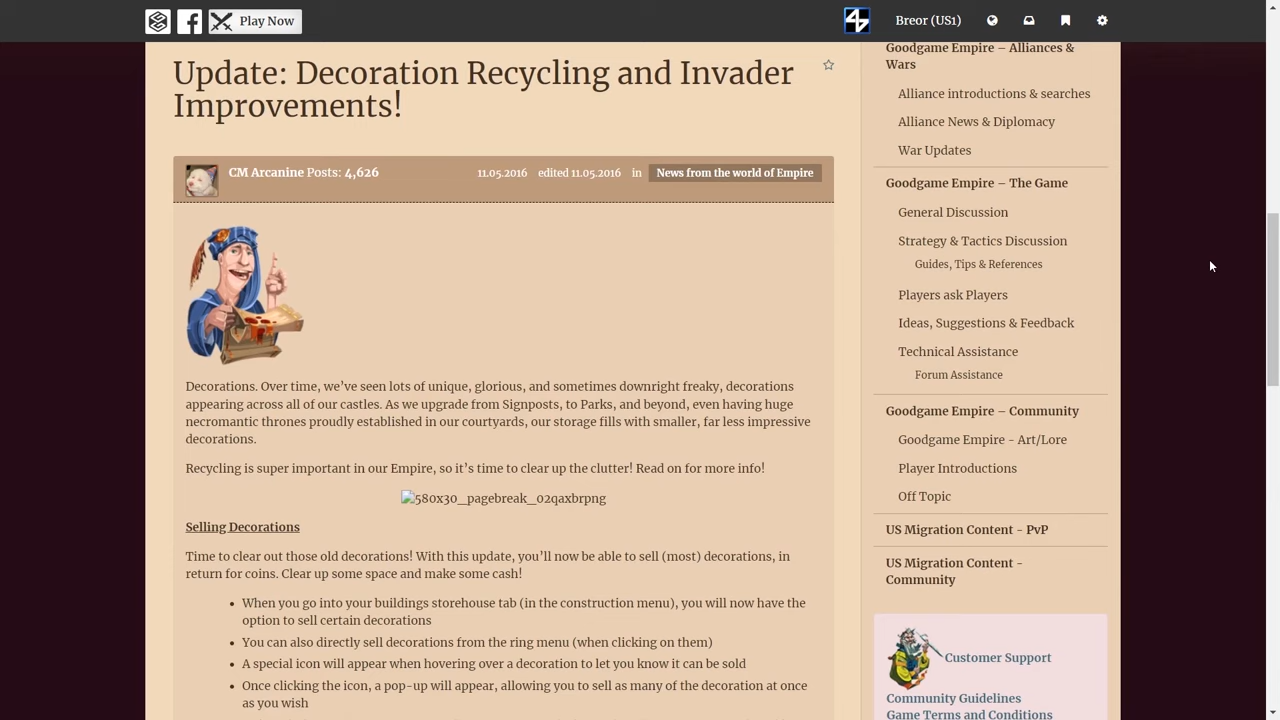 Play Now
Breor (US1)
Update: Decoration Recycling and Invader
Improvements!
CM Arcanine Posts: 4,626
11.05.2016 edited 11.05.2016 in News from the world of Empire
Decorations. Over time, we’ve seen lots of unique, glorious, and sometimes downright freaky, decorations
appearing across all of our castles. As we upgrade from Signposts, to Parks, and beyond, even having huge
necromantic thrones proudly established in our courtyards, our storage fills with smaller, far less impressive
decorations.
Recycling is super important in our Empire, so it’s time to clear up the clutter! Read on for more info!
580x30_pagebreak_02qaxbrpng
Selling Decorations
Time to clear out those old decorations! With this update, you’ll now be able to sell (most) decorations, in
return for coins. Clear up some space and make some cash!
• When you go into your buildings storehouse tab (in the construction menu), you will now have the
option to sell certain decorations
• You can also directly sell decorations from the ring menu (when clicking on them)
• A special icon will appear when hovering over a decoration to let you know it can be sold
• Once clicking the icon, a pop-up will appear, allowing you to sell as many of the decoration at once
as you wish
Goodgame Empire – Alliances &
Wars
Alliance introductions & searches
Alliance News & Diplomacy
War Updates
Goodgame Empire – The Game
General Discussion
Strategy & Tactics Discussion
Guides, Tips & References
Players ask Players
Ideas, Suggestions & Feedback
Technical Assistance
Forum Assistance
Goodgame Empire – Community
Goodgame Empire - Art/Lore
Player Introductions
Off Topic
US Migration Content - PvP
US Migration Content -
Community
Customer Support
Community Guidelines
Game Terms and Conditions